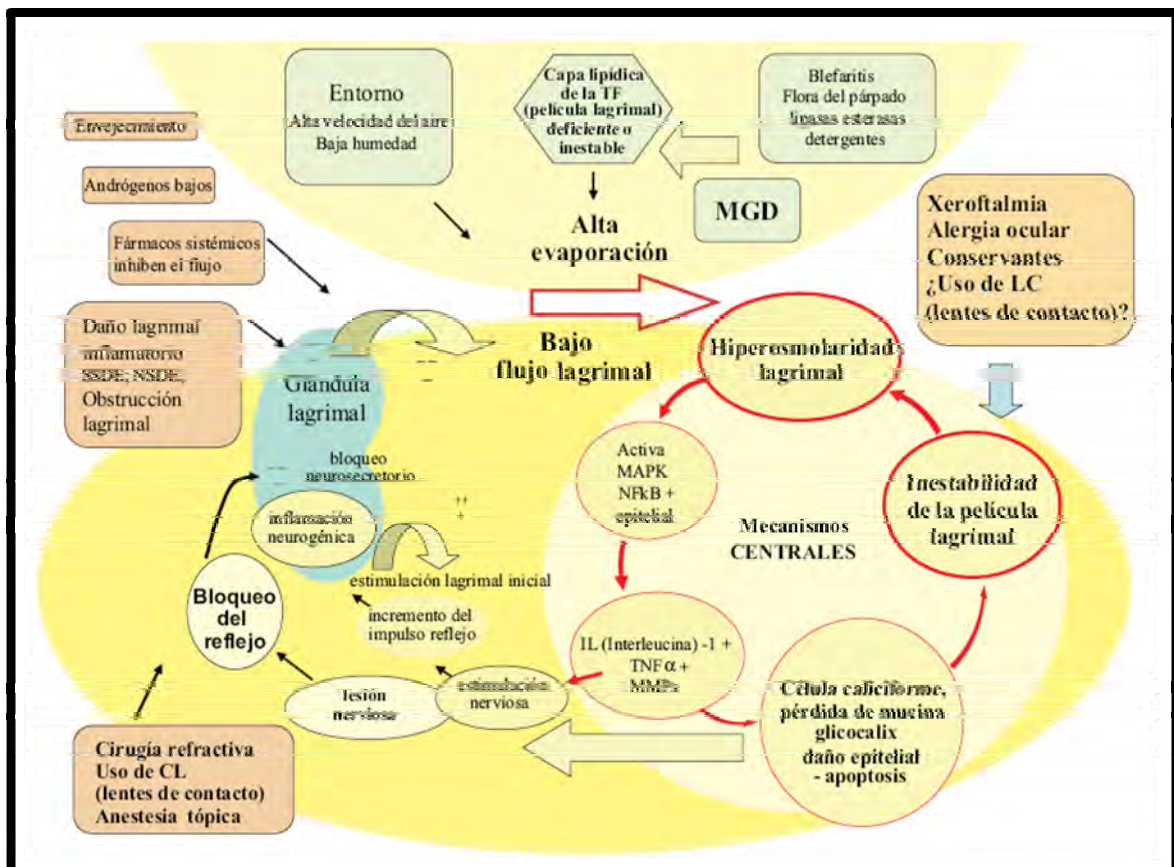 Entorno
Alta velocidad del aire
Baja humedad
Capa lipídica
de la TF
(película lagrimal)
deficiente o
inestable
Blefaritis
Flora del párpado
lipasas esterasas
detergentes
Envejecimiento
Andrógenos bajos
Fármacos sistémicos
inhiben el flujo
Daño lagrimal
inflamatorio
SSDE, NSDE,
Obstrucción
lagrimal
MGD
Alta
evaporación
Xeroftalmia
Alergia ocular
Conservantes
¿Uso de LC
(lentes de contacto)?
Bajo
flujo lagrimal
Hiperosmolaridad
lagrimal
Glándula
lagrimal
bloqueo
neurosecretorio
inflamación
neurogénica
estimulación lagrimal inicial
incremento del
impulso reflejo
Bloqueo
del
reflejo
lesión
nerviosa
estimulación
nerviosa
Activa
MAPK
NFkB +
epitelial
Mecanismos
CENTRALES
Inestabilidad
de la película
lagrimal
IL (Interleucina) -1 +
TNF α +
MMPs
Célula caliciforme,
pérdida de mucina
glicocalix
daño epitelial
- apoptosis
Cirugía refractiva
Uso de CL
(lentes de contacto)
Anestesia tópica